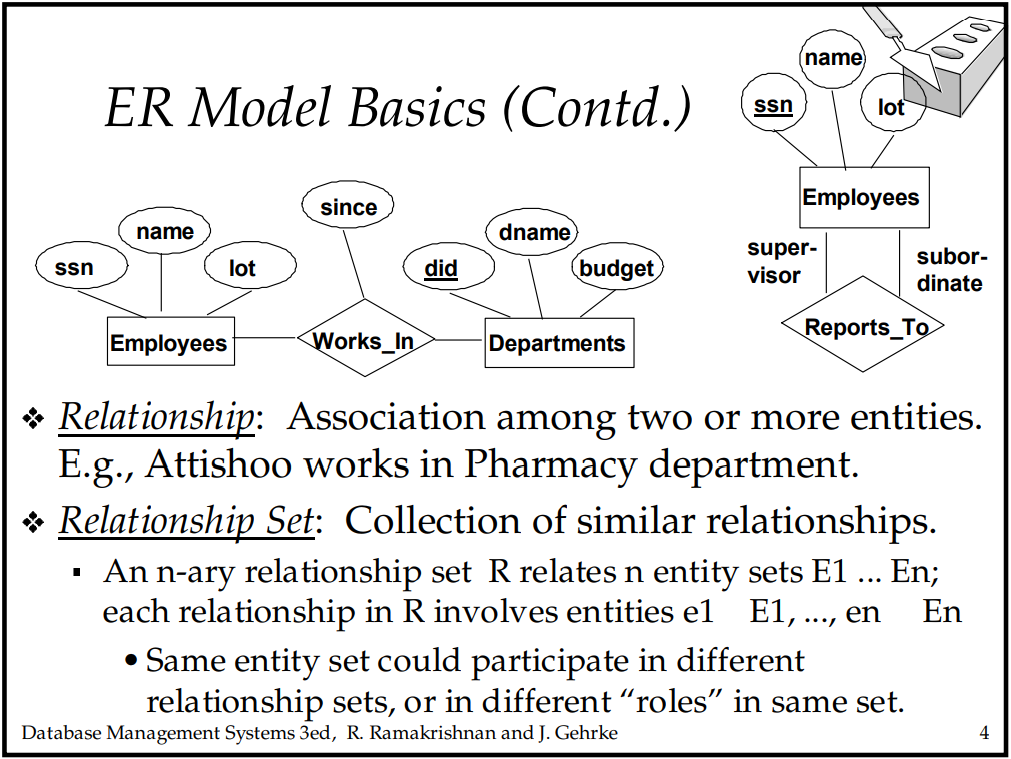 ER Model Basics (Contd.)
name
ssn
lot
Employees
super-
visor
subor-
dinate
Reports_To
since
name
ssn
lot
dname
did
budget
Employees
Works_In
Departments
❖ Relationship: Association among two or more entities.
E.g., Attishoo works in Pharmacy department.
❖ Relationship Set: Collection of similar relationships.
▪ An n-ary relationship set R relates n entity sets E1 ... En;
each relationship in R involves entities e1 E1, ..., en En
• Same entity set could participate in different
relationship sets, or in different “roles” in same set.
Database Management Systems 3ed, R. Ramakrishnan and J. Gehrke 4